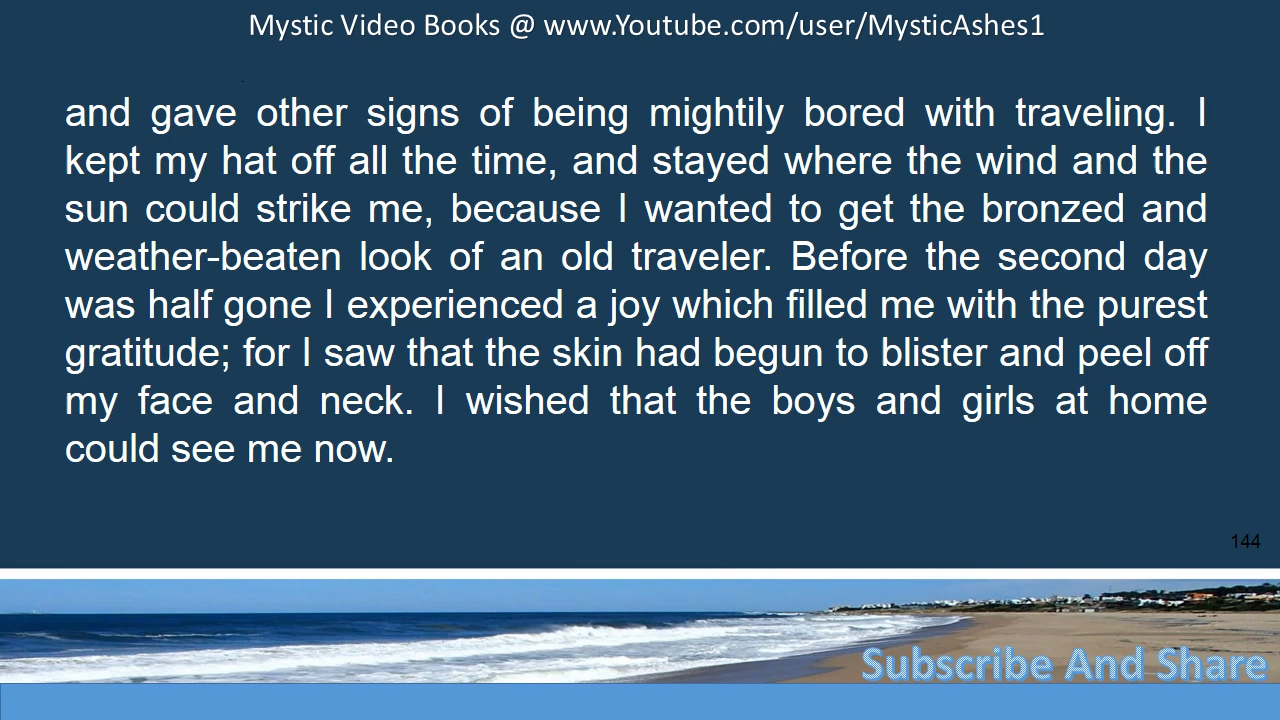 Mystic Video Books @ www.Youtube.com/user/MysticAshes1
and gave other signs of being mightily bored with traveling. I
kept my hat off all the time, and stayed where the wind and the
sun could strike me, because I wanted to get the bronzed and
weather-beaten look of an old traveler. Before the second day
was half gone I experienced a joy which filled me with the purest
gratitude; for I saw that the skin had begun to blister and peel off
my face and neck. I wished that the boys and girls at home
could see me now.
144
Subscribe And Share